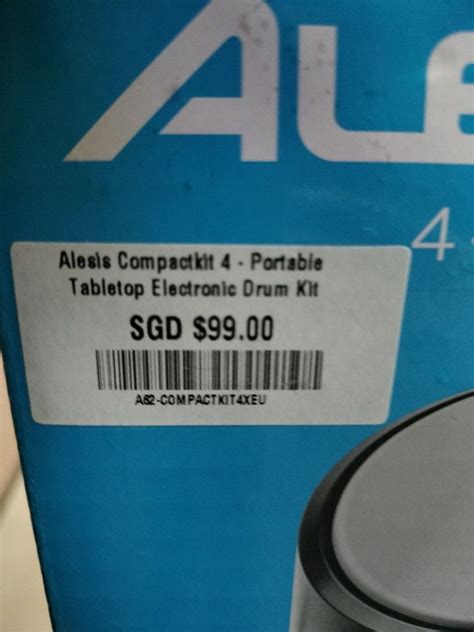 ALE
4
Alesis Compactkit 4 - Portable
Tabletop Electronic Drum Kit
SGD $99.00
A62-COMPACTKIT4XEU